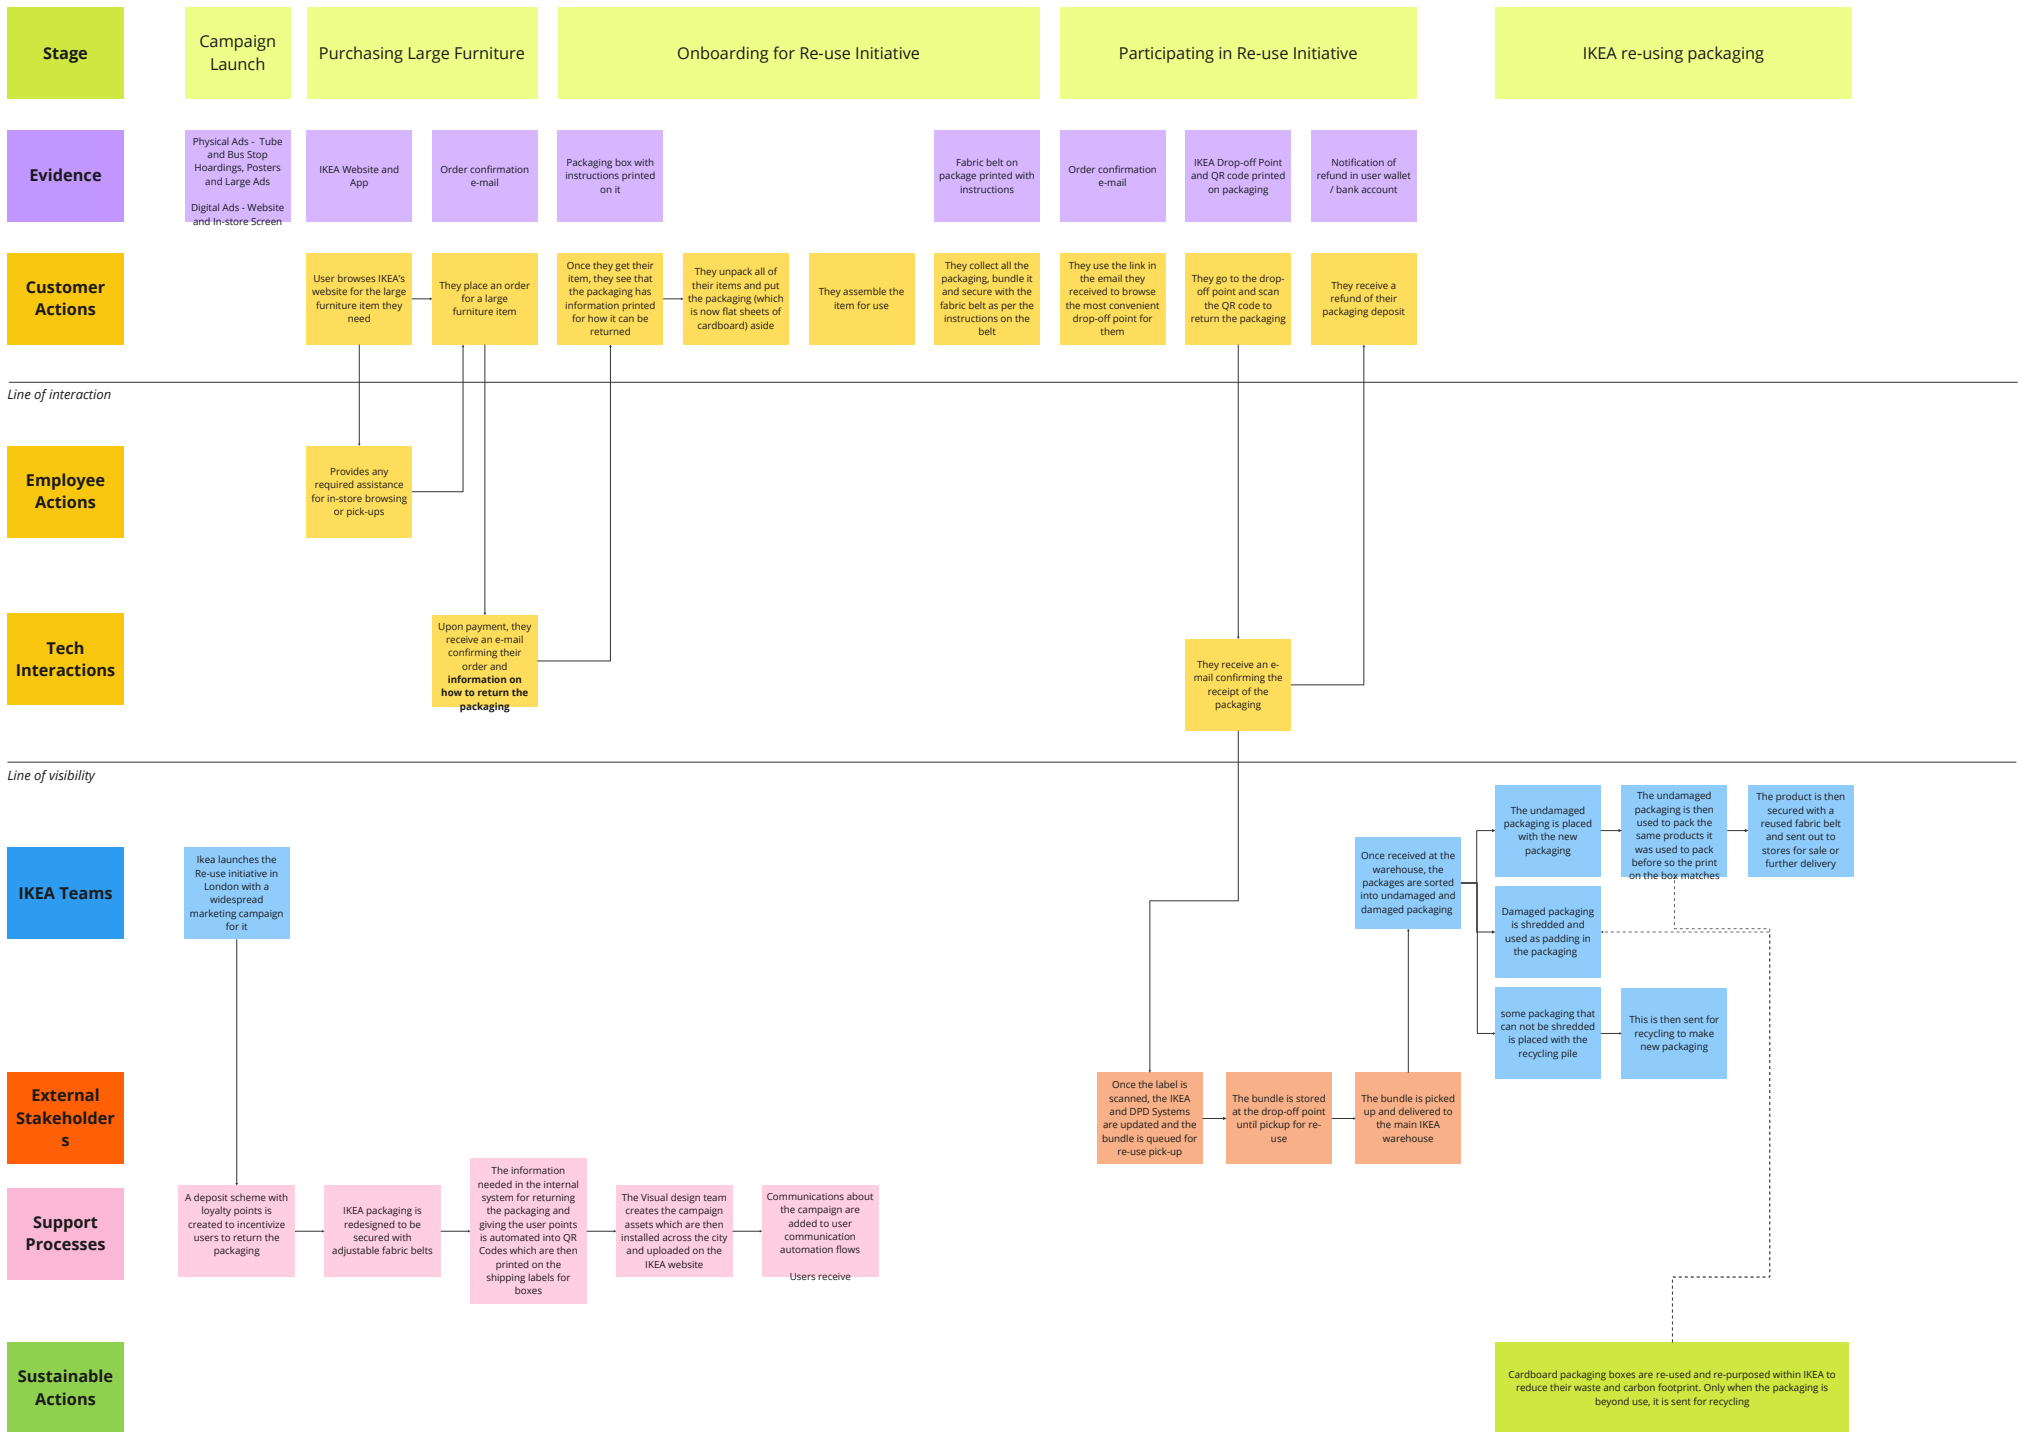 Stage
Campaign
Launch
Purchasing Large Furniture
Onboarding for Re-use Initiative
Participating in Re-use Initiative
IKEA re-using packaging
Evidence
Physical Ads - Tube
and Bus Stop
Hoardings, Posters
and Large Ads
Digital Ads - Website
and In-store Screen
IKEA Website and
App
Order confirmation
e-mail
Packaging box with
instructions printed
on it
Fabric belt on
package printed with
instructions
Order confirmation
e-mail
IKEA Drop-off Point
and QR code printed
on packaging
Notification of
refund in user wallet
/ bank account
Customer
Actions
User browses IKEA's
website for the large
furniture item they
need
They place an order
for a large
furniture item
Once they get their
item, they see that
the packaging has
information printed
for how it can be
returned
They unpack all of
their items and put
the packaging (which
is now flat sheets of
cardboard) aside
They assemble the
item for use
They collect all the
packaging, bundle it
and secure with the
fabric belt as per the
instructions on the
belt
They use the link in
the email they
received to browse
the most convenient
drop-off point for
them
They go to the drop-
off point and scan
the QR code to
return the packaging
They receive a
refund of their
packaging deposit
Line of interaction
Employee
Actions
Provides any
required assistance
for in-store browsing
or pick-ups
Tech
Interactions
Upon payment, they
receive an e-mail
confirming their
order and
information on
how to return the
packaging
They receive an e-
mail confirming the
receipt of the
packaging
Line of visibility
IKEA Teams
Ikea launches the
Re-use initiative in
London with a
widespread
marketing campaign
for it
Once received at the
warehouse, the
packages are sorted
into undamaged and
damaged packaging
The undamaged
packaging is placed
with the new
packaging
The undamaged
packaging is then
used to pack the
same products it
was used to pack
before so the print
on the box matches
The product is then
secured with a
reused fabric belt
and sent out to
stores for sale or
further delivery
Damaged packaging
is shredded and
used as padding in
the packaging
some packaging that
can not be shredded
is placed with the
recycling pile
This is then sent for
recycling to make
new packaging
External
Stakeholder
s
Once the label is
scanned, the IKEA
and DPD Systems
are updated and the
bundle is queued for
re-use pick-up
The bundle is stored
at the drop-off point
until pickup for re-
use
The bundle is picked
up and delivered to
the main IKEA
warehouse
Support
Processes
A deposit scheme with
loyalty points is
created to incentivize
users to return the
packaging
IKEA packaging is
redesigned to be
secured with
adjustable fabric belts
The information
needed in the internal
system for returning
the packaging and
giving the user points
is automated into QR
Codes which are then
printed on the
shipping labels for
boxes
The Visual design team
creates the campaign
assets which are then
installed across the city
and uploaded on the
IKEA website
Communications about
the campaign are
added to user
communication
automation flows
Users receive
Sustainable
Actions
Cardboard packaging boxes are re-used and re-purposed within IKEA to
reduce their waste and carbon footprint. Only when the packaging is
beyond use, it is sent for recycling